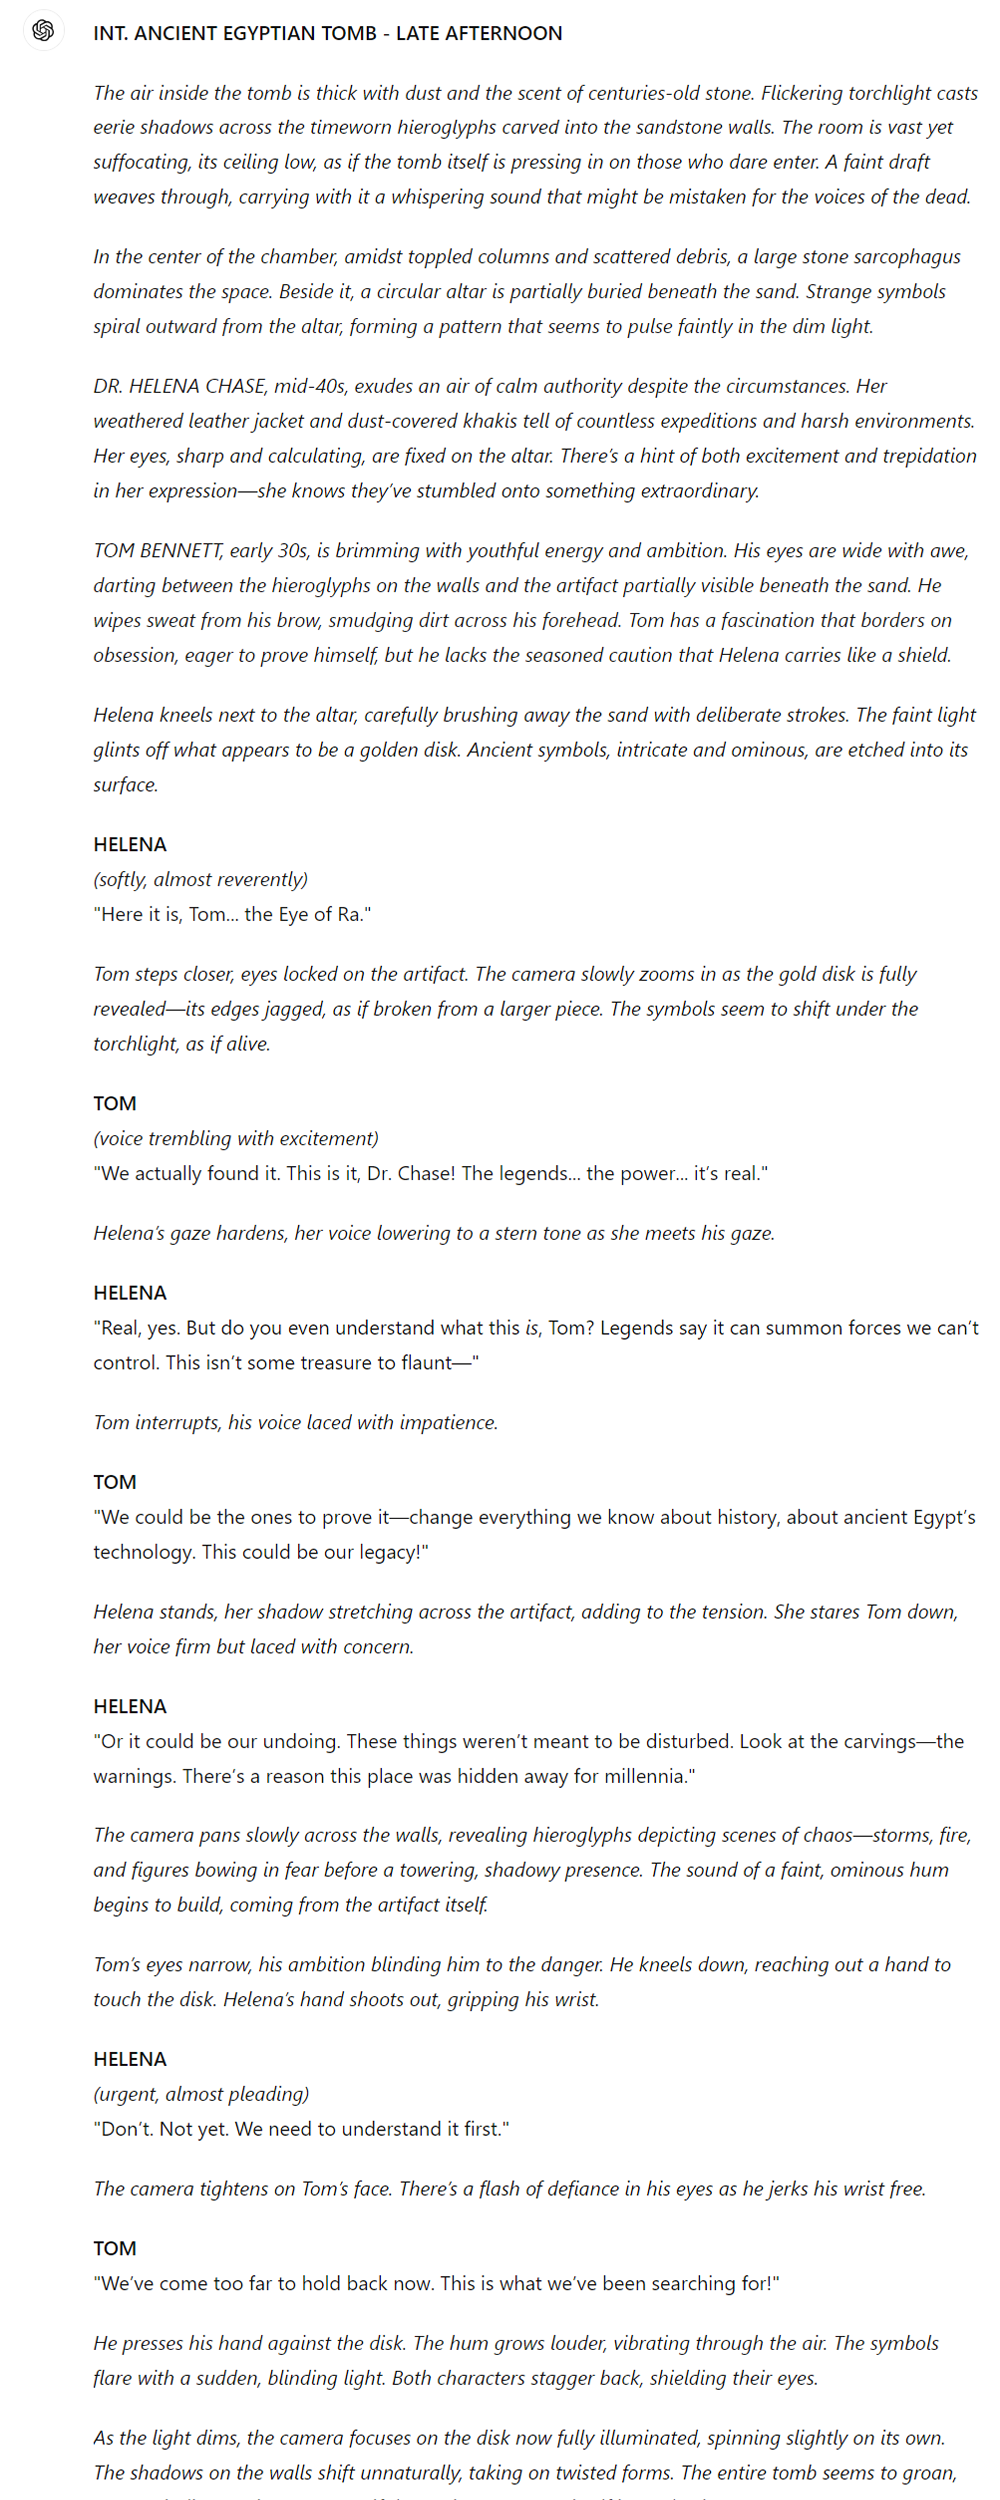 INT. ANCIENT EGYPTIAN TOMB - LATE AFTERNOON
The air inside the tomb is thick with dust and the scent of centuries-old stone. Flickering torchlight casts
eerie shadows across the timeworn hieroglyphs carved into the sandstone walls. The room is vast yet
suffocating, its ceiling low, as if the tomb itself is pressing in on those who dare enter. A faint draft
weaves through, carrying with it a whispering sound that might be mistaken for the voices of the dead.
In the center of the chamber, amidst toppled columns and scattered debris, a large stone sarcophagus
dominates the space. Beside it, a circular altar is partially buried beneath the sand. Strange symbols
spiral outward from the altar, forming a pattern that seems to pulse faintly in the dim light.
DR. HELENA CHASE, mid-40s, exudes an air of calm authority despite the circumstances. Her
weathered leather jacket and dust-covered khakis tell of countless expeditions and harsh environments.
Her eyes, sharp and calculating, are fixed on the altar. There’s a hint of both excitement and trepidation
in her expression—she knows they’ve stumbled onto something extraordinary.
TOM BENNETT, early 30s, is brimming with youthful energy and ambition. His eyes are wide with awe,
darting between the hieroglyphs on the walls and the artifact partially visible beneath the sand. He
wipes sweat from his brow, smudging dirt across his forehead. Tom has a fascination that borders on
obsession, eager to prove himself, but he lacks the seasoned caution that Helena carries like a shield.
Helena kneels next to the altar, carefully brushing away the sand with deliberate strokes. The faint light
glints off what appears to be a golden disk. Ancient symbols, intricate and ominous, are etched into its
surface.
HELENA
(softly, almost reverently)
"Here it is, Tom... the Eye of Ra."
Tom steps closer, eyes locked on the artifact. The camera slowly zooms in as the gold disk is fully
revealed—its edges jagged, as if broken from a larger piece. The symbols seem to shift under the
torchlight, as if alive.
TOM
(voice trembling with excitement)
"We actually found it. This is it, Dr. Chase! The legends... the power... it’s real."
Helena’s gaze hardens, her voice lowering to a stern tone as she meets his gaze.
HELENA
"Real, yes. But do you even understand what this is, Tom? Legends say it can summon forces we can’t
control. This isn’t some treasure to flaunt—"
Tom interrupts, his voice laced with impatience.
TOM
"We could be the ones to prove it—change everything we know about history, about ancient Egypt’s
technology. This could be our legacy!"
Helena stands, her shadow stretching across the artifact, adding to the tension. She stares Tom down,
her voice firm but laced with concern.
HELENA
"Or it could be our undoing. These things weren’t meant to be disturbed. Look at the carvings—the
warnings. There’s a reason this place was hidden away for millennia."
The camera pans slowly across the walls, revealing hieroglyphs depicting scenes of chaos—storms, fire,
and figures bowing in fear before a towering, shadowy presence. The sound of a faint, ominous hum
begins to build, coming from the artifact itself.
Tom’s eyes narrow, his ambition blinding him to the danger. He kneels down, reaching out a hand to
touch the disk. Helena’s hand shoots out, gripping his wrist.
HELENA
(urgent, almost pleading)
"Don’t. Not yet. We need to understand it first."
The camera tightens on Tom’s face. There’s a flash of defiance in his eyes as he jerks his wrist free.
TOM
"We’ve come too far to hold back now. This is what we’ve been searching for!"
He presses his hand against the disk. The hum grows louder, vibrating through the air. The symbols
flare with a sudden, blinding light. Both characters stagger back, shielding their eyes.
As the light dims, the camera focuses on the disk now fully illuminated, spinning slightly on its own.
The shadows on the walls shift unnaturally, taking on twisted forms. The entire tomb seems to groan,